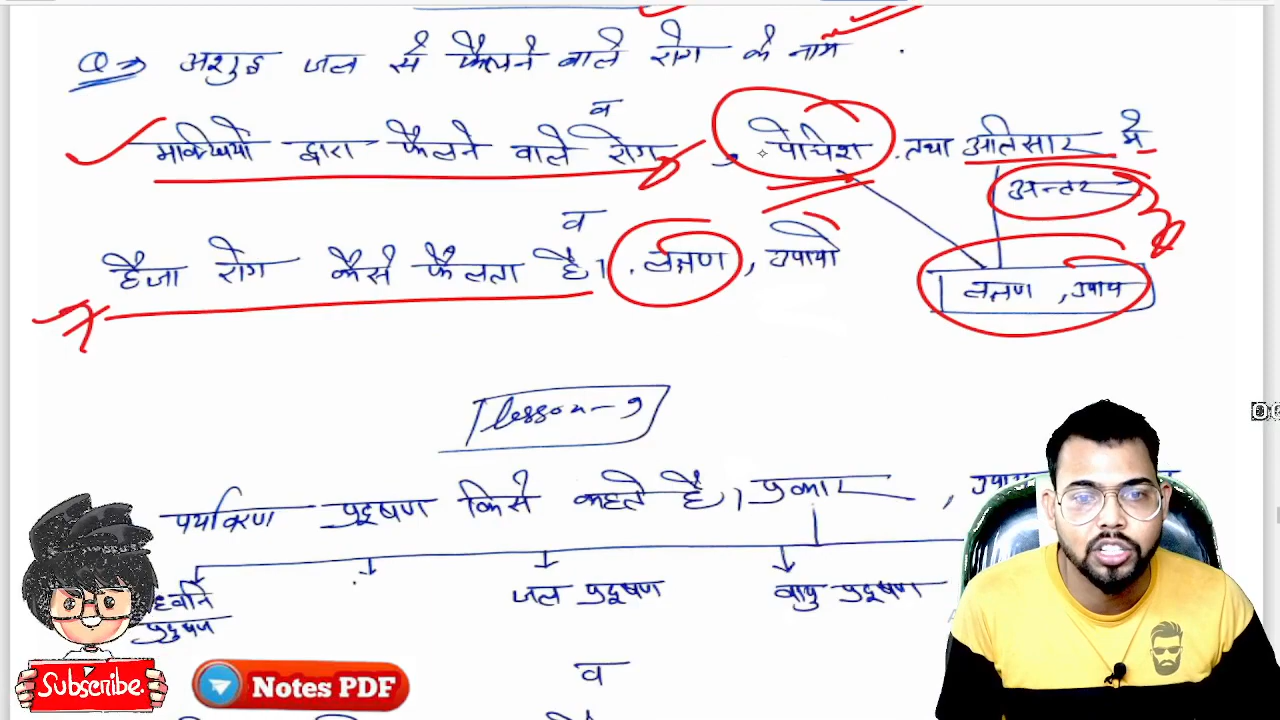 Q⇒ अशुद्ध जल से फैलने वाले रोग के नाम .
व
मक्खियों द्वारा फैलने वाले रोग, पेचिश . तथा अतिसार मे
अन्तर
व
हैजा रोग कैसे फैलता है। . लक्षण, उपायो
लक्षण, उपाय
lesson-9
पर्यावरण प्रदूषण किसे कहते है।, प्रकार ,
ध्वनि जल प्रदूषण वायु प्रदूषण
प्रदुषण
व
Subscribe.
Notes PDF